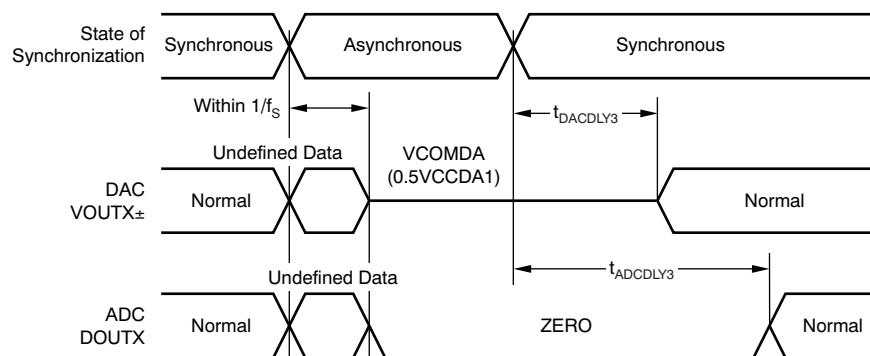 State of
Synchronization
Synchronous
Asynchronous
Synchronous
Within 1/fS
tDACDLY3
Undefined Data
VCOMDA
(0.5VCCDA1)
DAC
VOUTX±
Normal
Normal
tADCDLY3
Undefined Data
ADC
DOUTX
Normal
ZERO
Normal